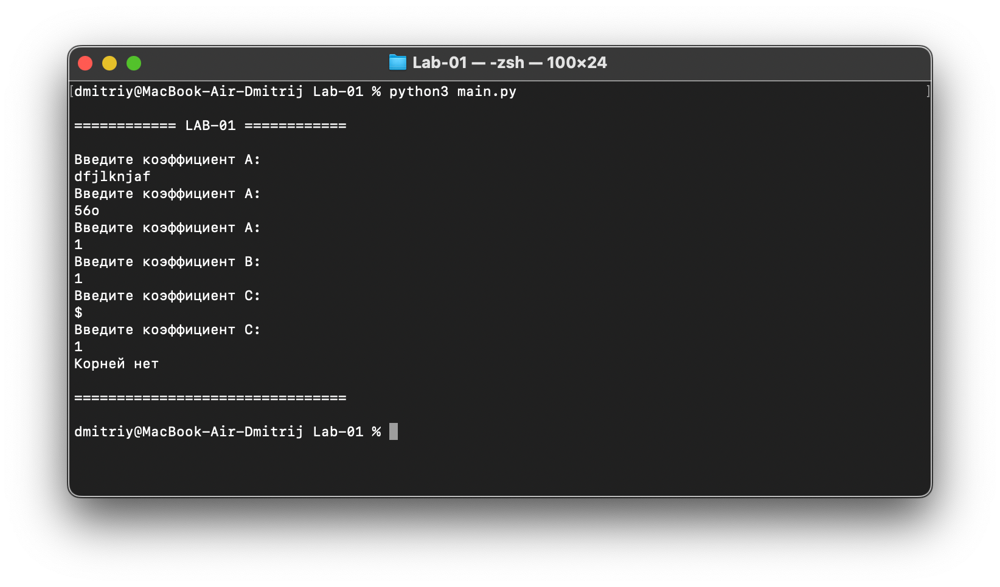 Lab-01 — -zsh — 100×24
[dmitriy@MacBook-Air-Dmitrij Lab-01 % python3 main.py]
============ LAB-01 ============
Введите коэффициент A:
dfjlknjaf
Введите коэффициент A:
56o
Введите коэффициент A:
1
Введите коэффициент B:
1
Введите коэффициент C:
$
Введите коэффициент C:
1
Корней нет
================================
dmitriy@MacBook-Air-Dmitrij Lab-01 %